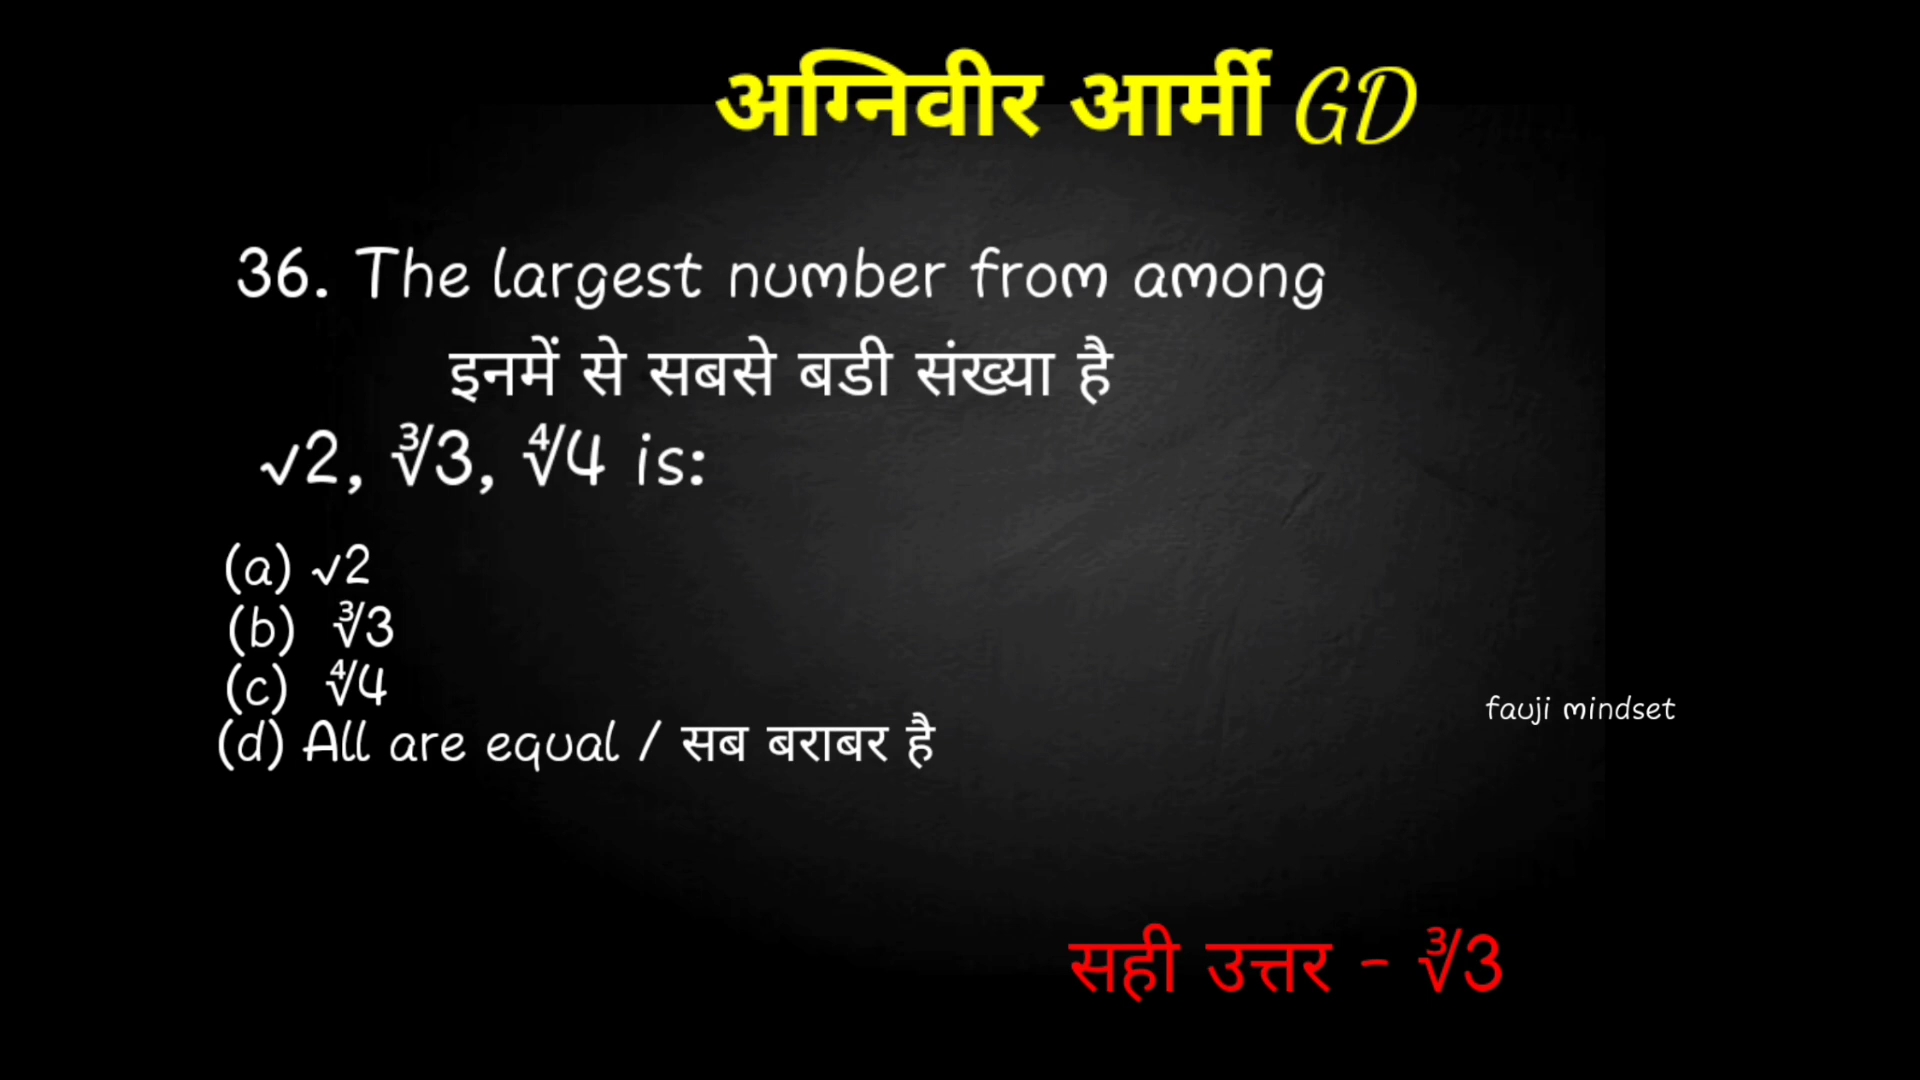 अग्निवीर आर्मी GD
36. The largest number from among
इनमें से सबसे बडी संख्या है
√2, ∛3, ∜4 is:
(a) √2
(b) ∛3
(c) ∜4
(d) All are equal / सब बराबर है
fauji mindset
सही उत्तर - ∛3